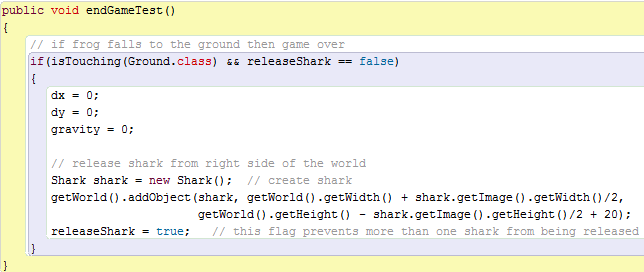 public void endGameTest()
{
// if frog falls to the ground then game over
if(isTouching(Ground.class) && releaseShark == false)
{
dx = 0;
dy = 0;
gravity = 0;
// release shark from right side of the world
Shark shark = new Shark();  // create shark
getWorld().addObject(shark, getWorld().getWidth() + shark.getImage().getWidth()/2,
getWorld().getHeight() - shark.getImage().getHeight()/2 + 20);
releaseShark = true;   // this flag prevents more than one shark from being released
}
}